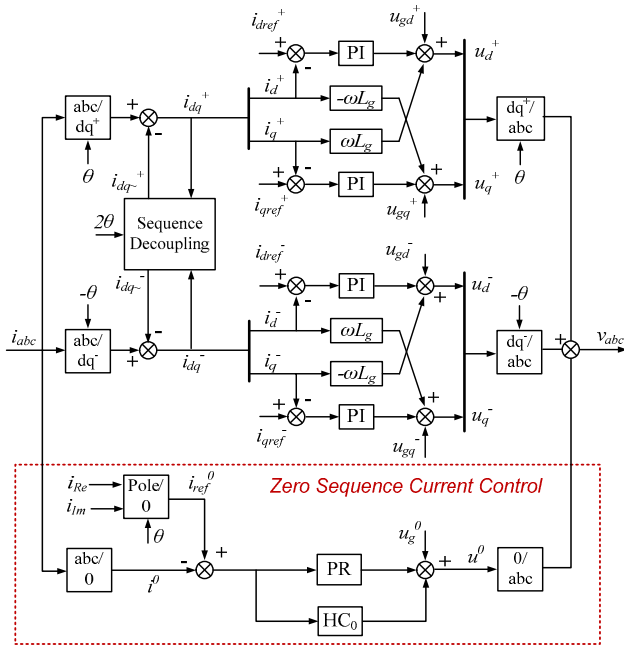 i_dref^+
u_gd^+
+
-
PI
+
u_d^+
i_d^+
-ωL_g
abc/
dq^+
+
-
i_dq^+
dq^+/
abc
i_q^+
ωL_g
θ
θ
i_dq~^+
-
+
PI
+
u_q^+
i_qref^+
u_gq^+
2θ
Sequence
Decoupling
i_dref^-
u_gd^-
i_dq~^-
+
-
PI
+
u_d^-
-θ
-θ
i_d^-
ωL_g
i_abc
abc/
dq^-
-
+
i_dq^-
dq^-/
abc
+
v_abc
i_q^-
-ωL_g
-
+
PI
+
u_q^-
i_qref^-
u_gq^-
Zero Sequence Current Control
i_Re
i_Im
Pole/
0
i_ref^0
θ
u_g^0
abc/
0
-
+
i^0
PR
+
u^0
0/
abc
HC_0